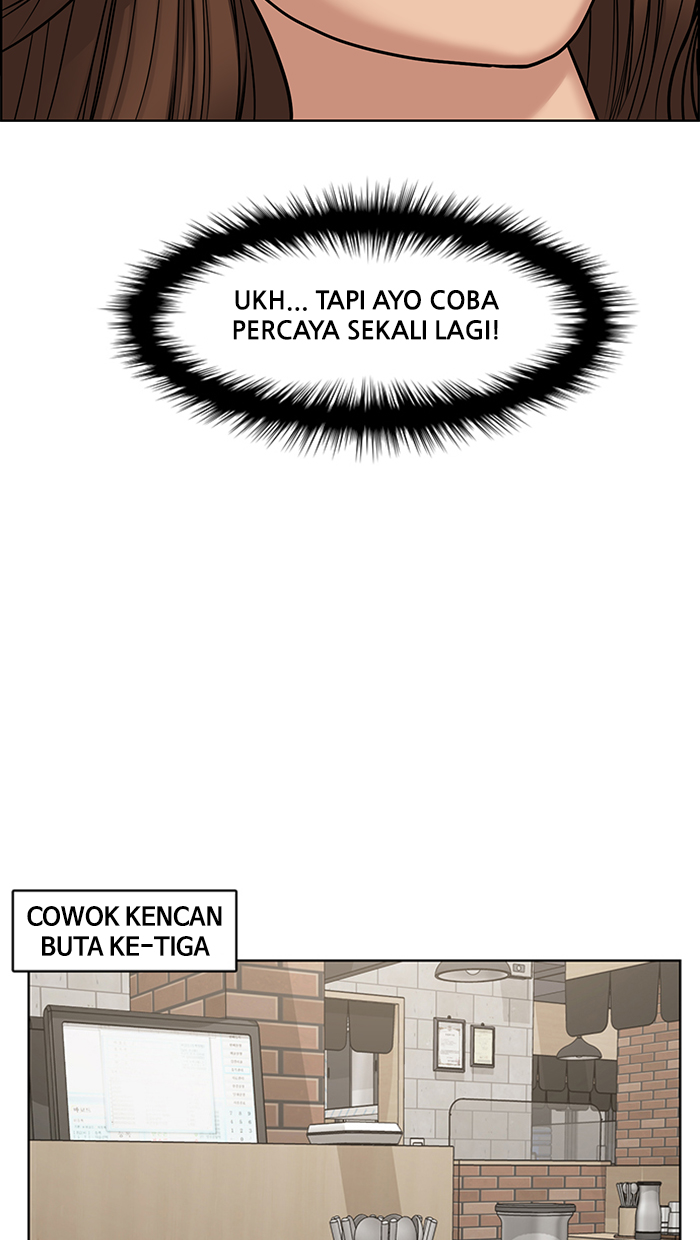 UKH... TAPI AYO COBA
PERCAYA SEKALI LAGI!
COWOK KENCAN
BUTA KE-TIGA